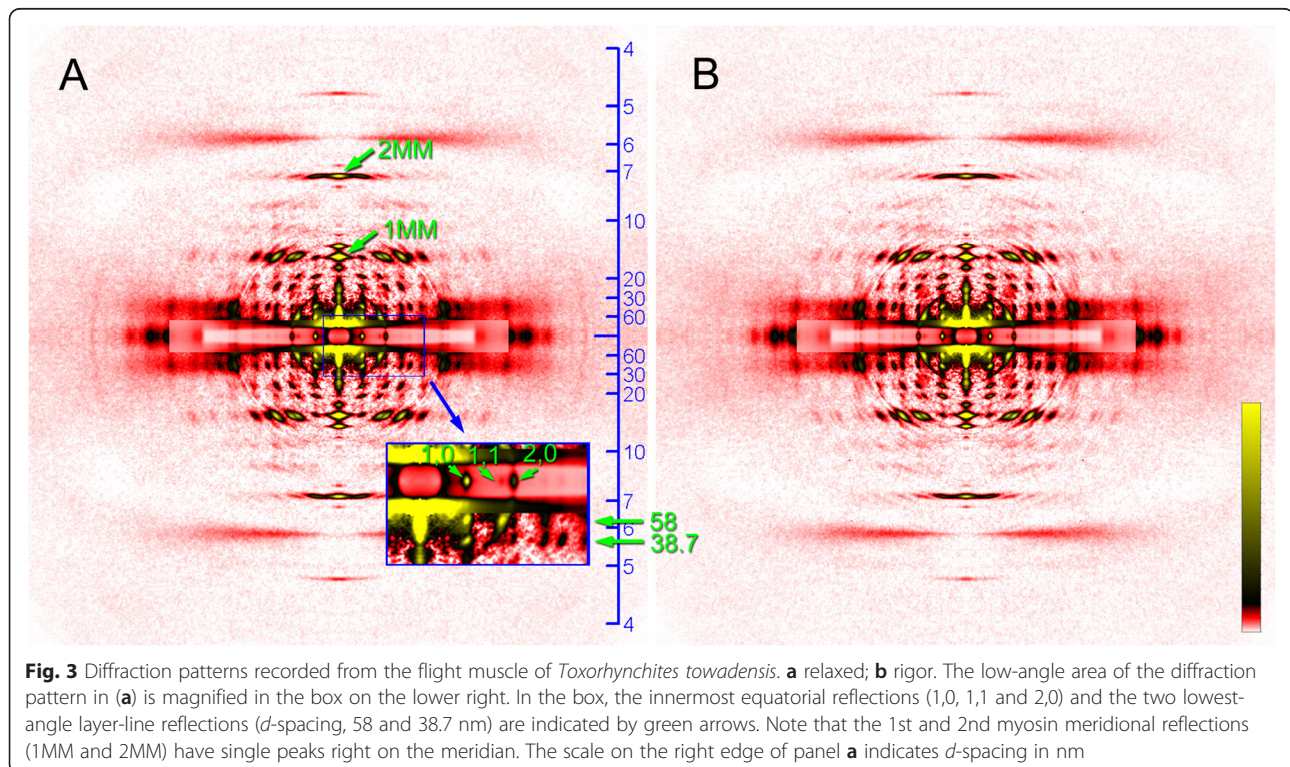 A
B
2MM
1MM
4
5
6
7
10
20
30
60
60
30
20
10
7
6
5
4
1,0
1,1
2,0
58
38.7
Fig. 3 Diffraction patterns recorded from the flight muscle of Toxorhynchites towadensis. a relaxed; b rigor. The low-angle area of the diffraction
pattern in (a) is magnified in the box on the lower right. In the box, the innermost equatorial reflections (1,0, 1,1 and 2,0) and the two lowest-
angle layer-line reflections (d-spacing, 58 and 38.7 nm) are indicated by green arrows. Note that the 1st and 2nd myosin meridional reflections
(1MM and 2MM) have single peaks right on the meridian. The scale on the right edge of panel a indicates d-spacing in nm